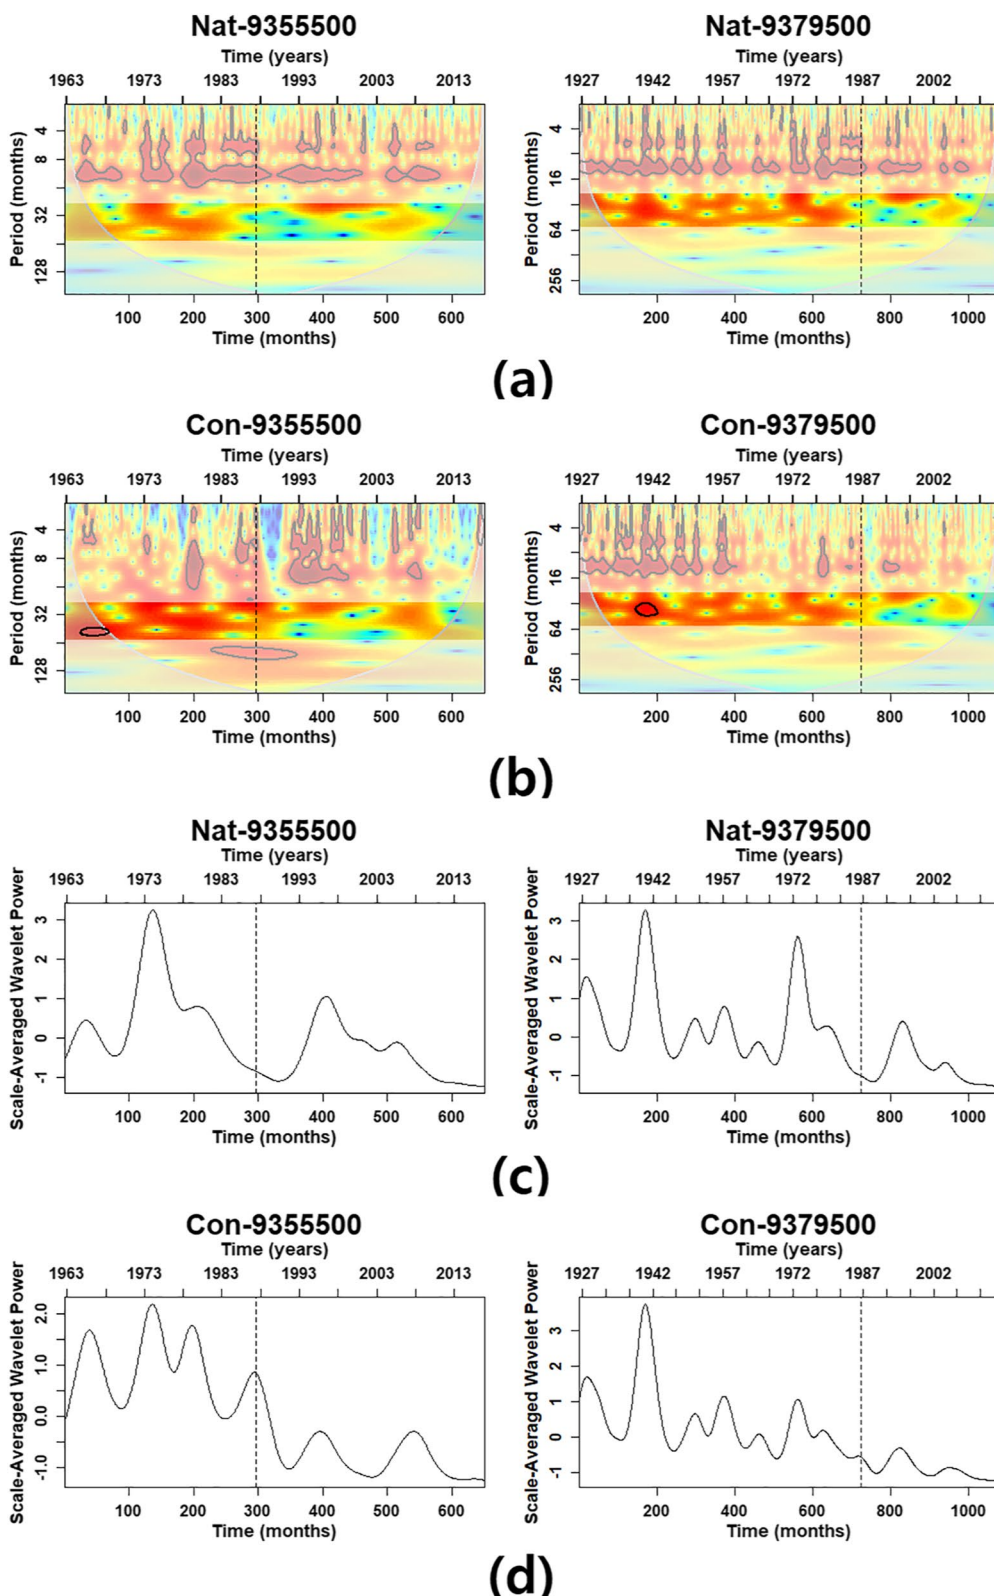 Nat-9355500
Time (years)
1963 1973 1983 1993 2003 2013
Period (months)
4
8
32
128
100 200 300 400 500 600
Time (months)
Nat-9379500
Time (years)
1927 1942 1957 1972 1987 2002
Period (months)
4
16
64
256
200 400 600 800 1000
Time (months)
(a)
Con-9355500
Time (years)
1963 1973 1983 1993 2003 2013
Period (months)
4
8
32
128
100 200 300 400 500 600
Time (months)
Con-9379500
Time (years)
1927 1942 1957 1972 1987 2002
Period (months)
4
16
64
256
200 400 600 800 1000
Time (months)
(b)
Nat-9355500
Time (years)
1963 1973 1983 1993 2003 2013
Scale-Averaged Wavelet Power
3
2
1
0
-1
100 200 300 400 500 600
Time (months)
Nat-9379500
Time (years)
1927 1942 1957 1972 1987 2002
Scale-Averaged Wavelet Power
3
2
1
0
-1
200 400 600 800 1000
Time (months)
(c)
Con-9355500
Time (years)
1963 1973 1983 1993 2003 2013
Scale-Averaged Wavelet Power
2.0
1.0
0.0
-1.0
100 200 300 400 500 600
Time (months)
Con-9379500
Time (years)
1927 1942 1957 1972 1987 2002
Scale-Averaged Wavelet Power
3
2
1
0
-1
200 400 600 800 1000
Time (months)
(d)